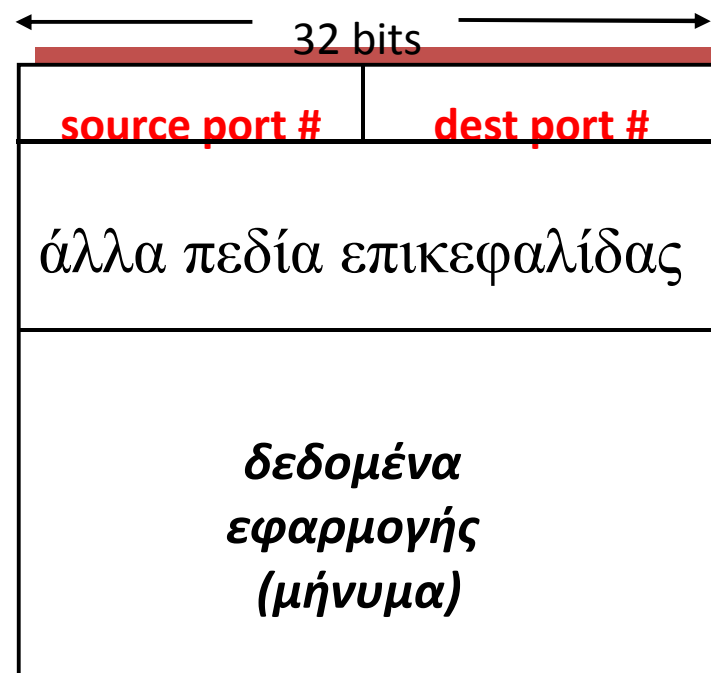 32 bits
source port # dest port #
άλλα πεδία επικεφαλίδας
δεδομένα
εφαρμογής
(μήνυμα)